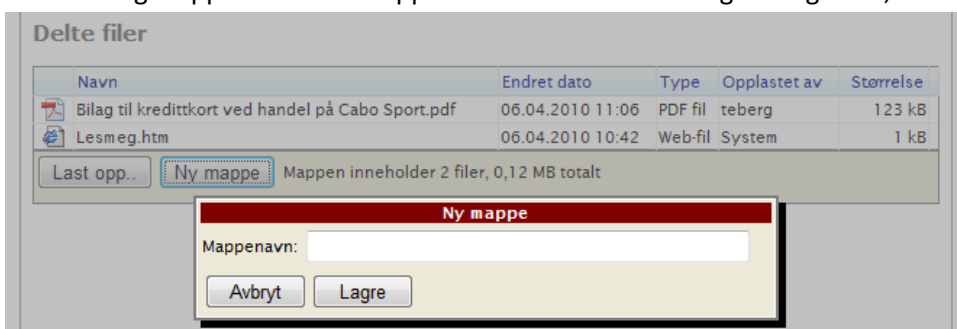 Delte filer
Navn Endret dato Type Opplastet av Størrelse
Bilag til kredittkort ved handel på Cabo Sport.pdf 06.04.2010 11:06 PDF fil teberg 123 kB
Lesmeg.htm 06.04.2010 10:42 Web-fil System 1 kB
Last opp.. Ny mappe Mappen inneholder 2 filer, 0,12 MB totalt
Ny mappe
Mappenavn:
Avbryt Lagre